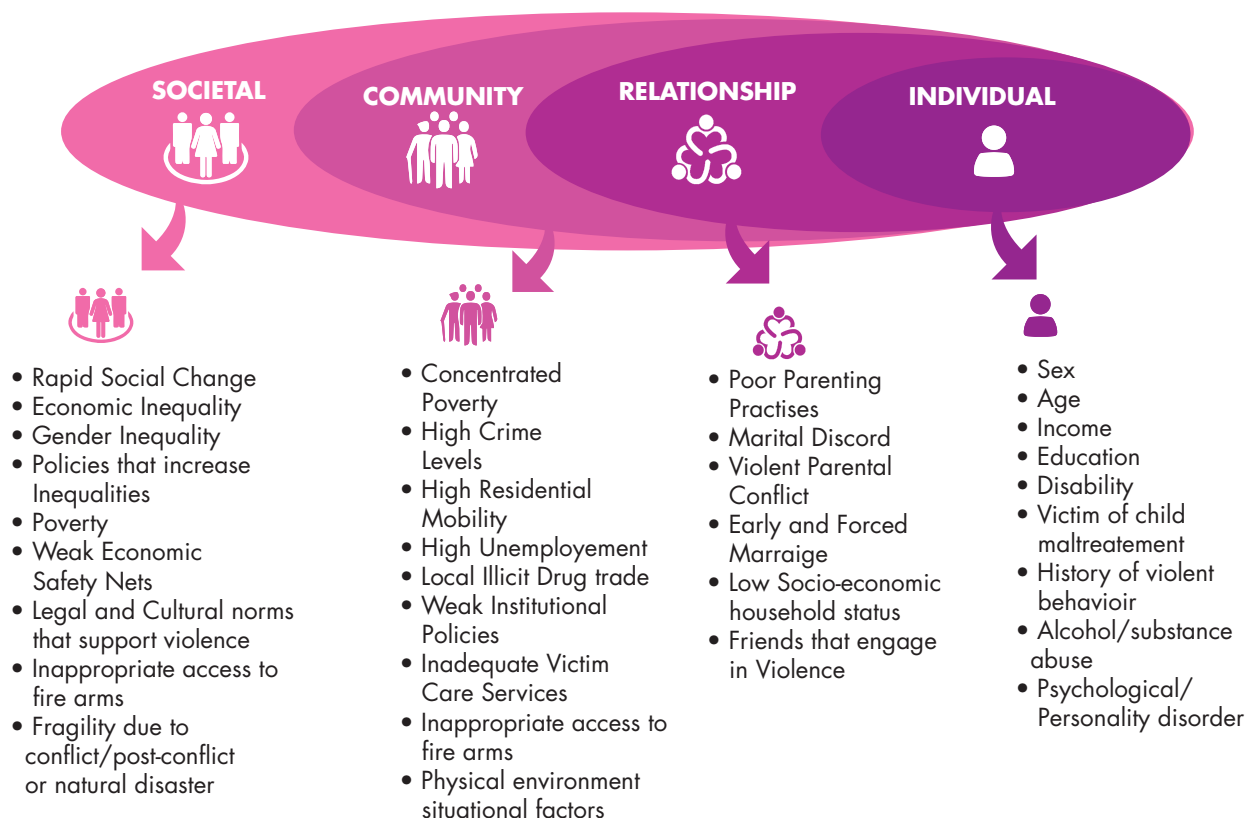 SOCIETAL
COMMUNITY
RELATIONSHIP
INDIVIDUAL
• Rapid Social Change
• Economic Inequality
• Gender Inequality
• Policies that increase
Inequalities
• Poverty
• Weak Economic
Safety Nets
• Legal and Cultural norms
that support violence
• Inappropriate access to
fire arms
• Fragility due to
conflict/post-conflict
or natural disaster
• Concentrated
Poverty
• High Crime
Levels
• High Residential
Mobility
• High Unemployement
• Local Illicit Drug trade
• Weak Institutional
Policies
• Inadequate Victim
Care Services
• Inappropriate access to
fire arms
• Physical environment
situational factors
• Poor Parenting
Practises
• Marital Discord
• Violent Parental
Conflict
• Early and Forced
Marraige
• Low Socio-economic
household status
• Friends that engage
in Violence
• Sex
• Age
• Income
• Education
• Disability
• Victim of child
maltreatement
• History of violent
behavioir
• Alcohol/substance
abuse
• Psychological/
Personality disorder